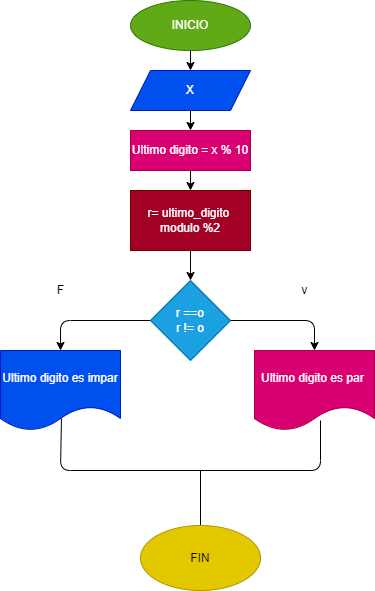 INICIO
X
Ultimo digito = x % 10
r= ultimo_digito
modulo %2
F
v
r ==o
r != o
Ultimo digito es impar
Ultimo digito es par
FIN